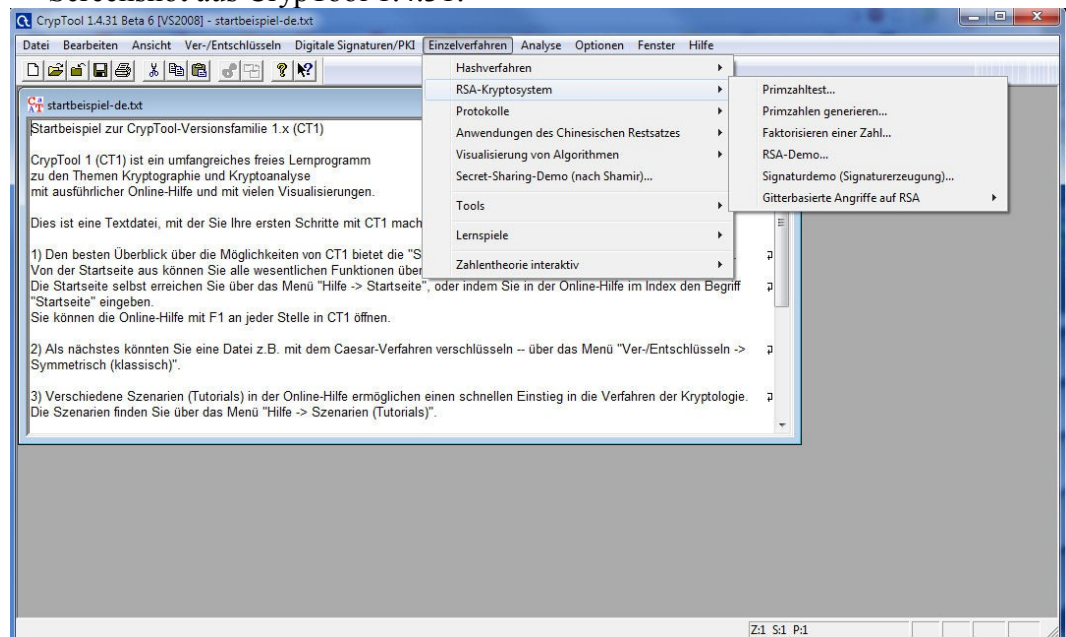 Screenshot aus CrypTool 1.4.31:
CrypTool 1.4.31 Beta 6 [VS2008] - startbeispiel-de.txt
Datei Bearbeiten Ansicht Ver-/Entschlüsseln Digitale Signaturen/PKI Einzelverfahren Analyse Optionen Fenster Hilfe
startbeispiel-de.txt
Startbeispiel zur CrypTool-Versionsfamilie 1.x (CT1)
CrypTool 1 (CT1) ist ein umfangreiches freies Lernprogramm
zu den Themen Kryptographie und Kryptoanalyse
mit ausführlicher Online-Hilfe und mit vielen Visualisierungen.
Dies ist eine Textdatei, mit der Sie Ihre ersten Schritte mit CT1 mach
1) Den besten Überblick über die Möglichkeiten von CT1 bietet die "S
Von der Startseite aus können Sie alle wesentlichen Funktionen über
Die Startseite selbst erreichen Sie über das Menü "Hilfe -> Startseite", oder indem Sie in der Online-Hilfe im Index den Begriff
"Startseite" eingeben.
Sie können die Online-Hilfe mit F1 an jeder Stelle in CT1 öffnen.
2) Als nächstes könnten Sie eine Datei z.B. mit dem Caesar-Verfahren verschlüsseln -- über das Menü "Ver-/Entschlüsseln ->
Symmetrisch (klassisch)".
3) Verschiedene Szenarien (Tutorials) in der Online-Hilfe ermöglichen einen schnellen Einstieg in die Verfahren der Kryptologie.
Die Szenarien finden Sie über das Menü "Hilfe -> Szenarien (Tutorials)".
Hashverfahren
RSA-Kryptosystem
Protokolle
Anwendungen des Chinesischen Restsatzes
Visualisierung von Algorithmen
Secret-Sharing-Demo (nach Shamir)...
Tools
Lernspiele
Zahlentheorie interaktiv
Primzahltest...
Primzahlen generieren...
Faktorisieren einer Zahl...
RSA-Demo...
Signaturdemo (Signaturerzeugung)...
Gitterbasierte Angriffe auf RSA
Z:1 S:1 P:1